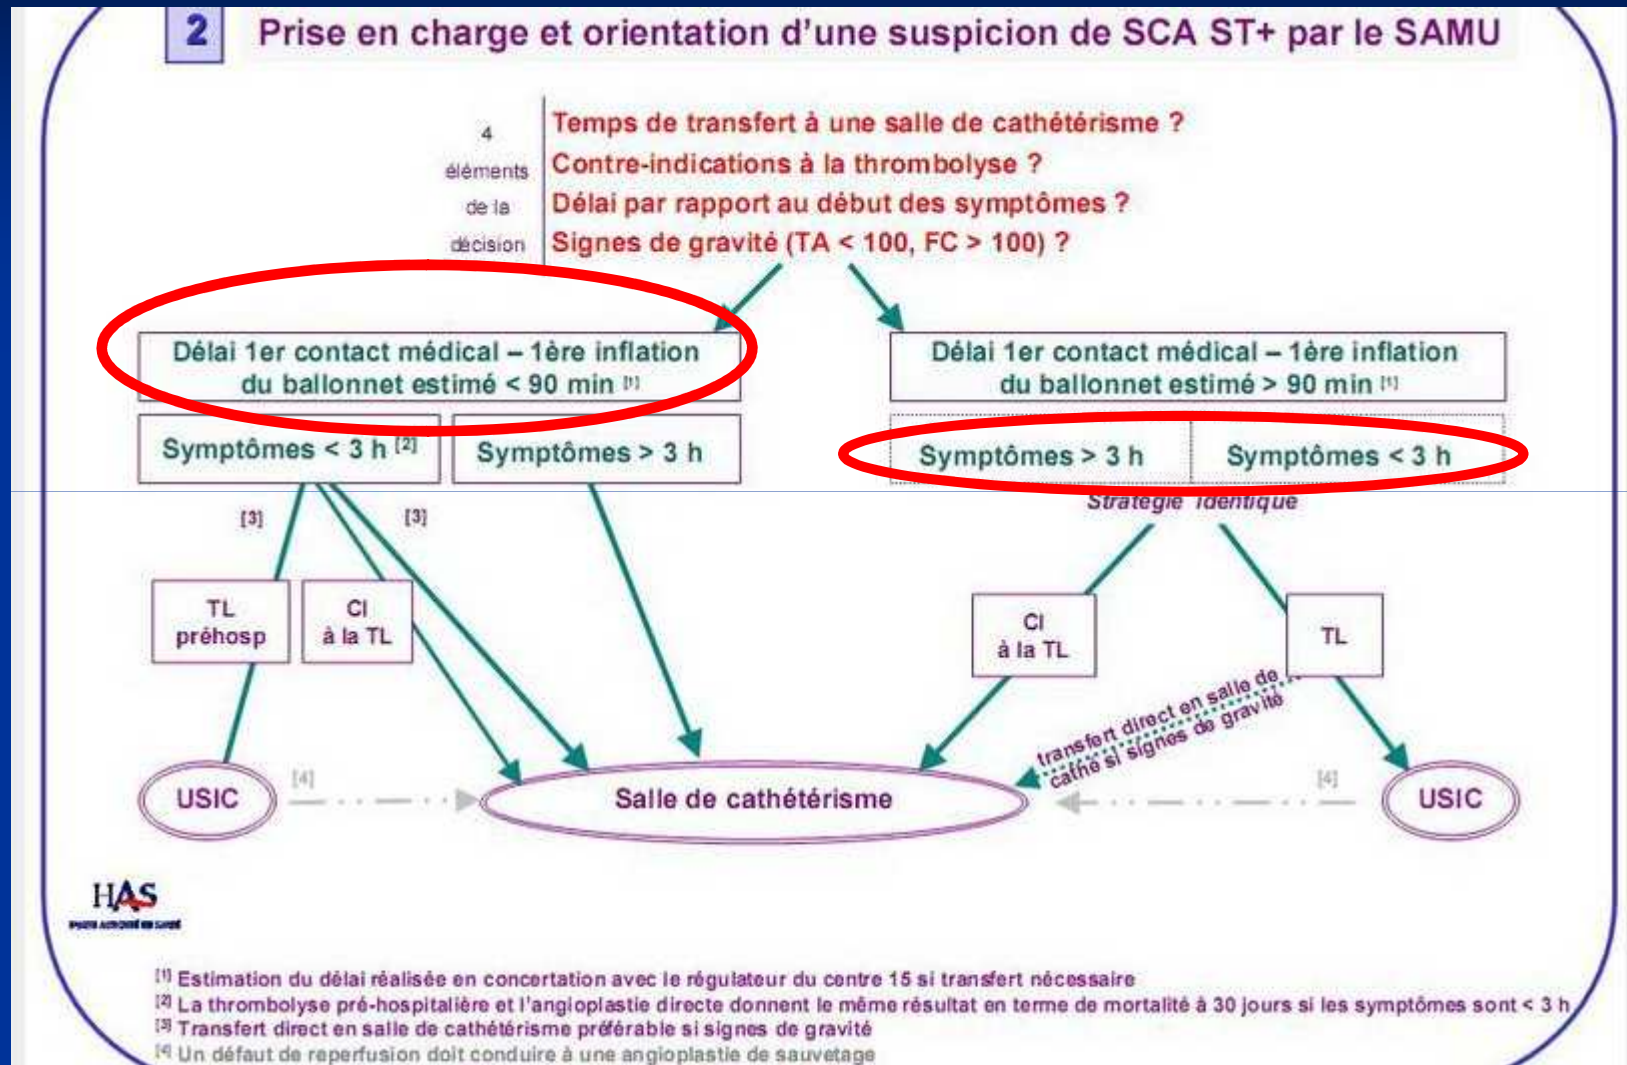 2
Prise en charge et orientation d'une suspicion de SCA ST+ par le SAMU
4
éléments
de la
décision
Temps de transfert à une salle de cathétérisme ?
Contre-indications à la thrombolyse ?
Délai par rapport au début des symptômes ?
Signes de gravité (TA < 100, FC > 100) ?
Délai 1er contact médical – 1ère inflation
du ballonnet estimé < 90 min [1]
Délai 1er contact médical – 1ère inflation
du ballonnet estimé > 90 min [1]
Symptômes < 3 h [2]
Symptômes > 3 h
Symptômes > 3 h
Symptômes < 3 h
Stratégie identique
[3]
[3]
TL
préhosp
CI
à la TL
CI
à la TL
TL
transfert direct en salle de
cathé si signes de gravité
USIC
[4]
Salle de cathétérisme
[4]
USIC
HAS
[1] Estimation du délai réalisée en concertation avec le régulateur du centre 15 si transfert nécessaire
[2] La thrombolyse pré-hospitalière et l'angioplastie directe donnent le même résultat en terme de mortalité à 30 jours si les symptômes sont < 3 h
[3] Transfert direct en salle de cathétérisme préférable si signes de gravité
[4] Un défaut de reperfusion doit conduire à une angioplastie de sauvetage